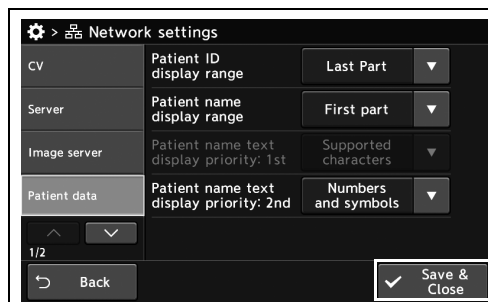 > Network settings
CV
Server
Image server
Patient data
1/2
Patient ID
display range
Last Part
Patient name
display range
First part
Patient name text
display priority: 1st
Supported
characters
Patient name text
display priority: 2nd
Numbers
and symbols
Back
Save &
Close